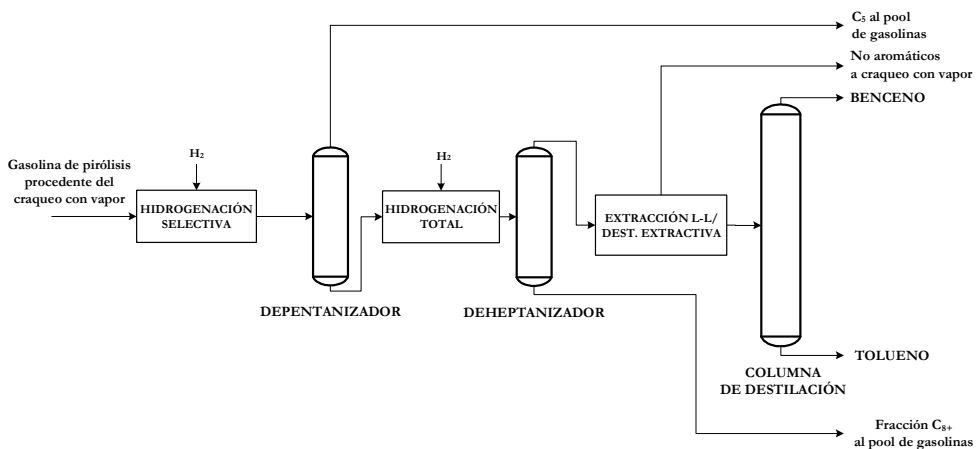 C₅ al pool
de gasolinas
No aromáticos
a craqueo con vapor
BENCENO
Gasolina de pirólisis
procedente del
craqueo con vapor
H₂
HIDROGENACIÓN
SELECTIVA
H₂
HIDROGENACIÓN
TOTAL
EXTRACCIÓN L-L/
DEST. EXTRACTIVA
DEPENTANIZADOR
DEHEPTANIZADOR
TOLUENO
COLUMNA
DE DESTILACIÓN
Fracción C₈₊
al pool de gasolinas